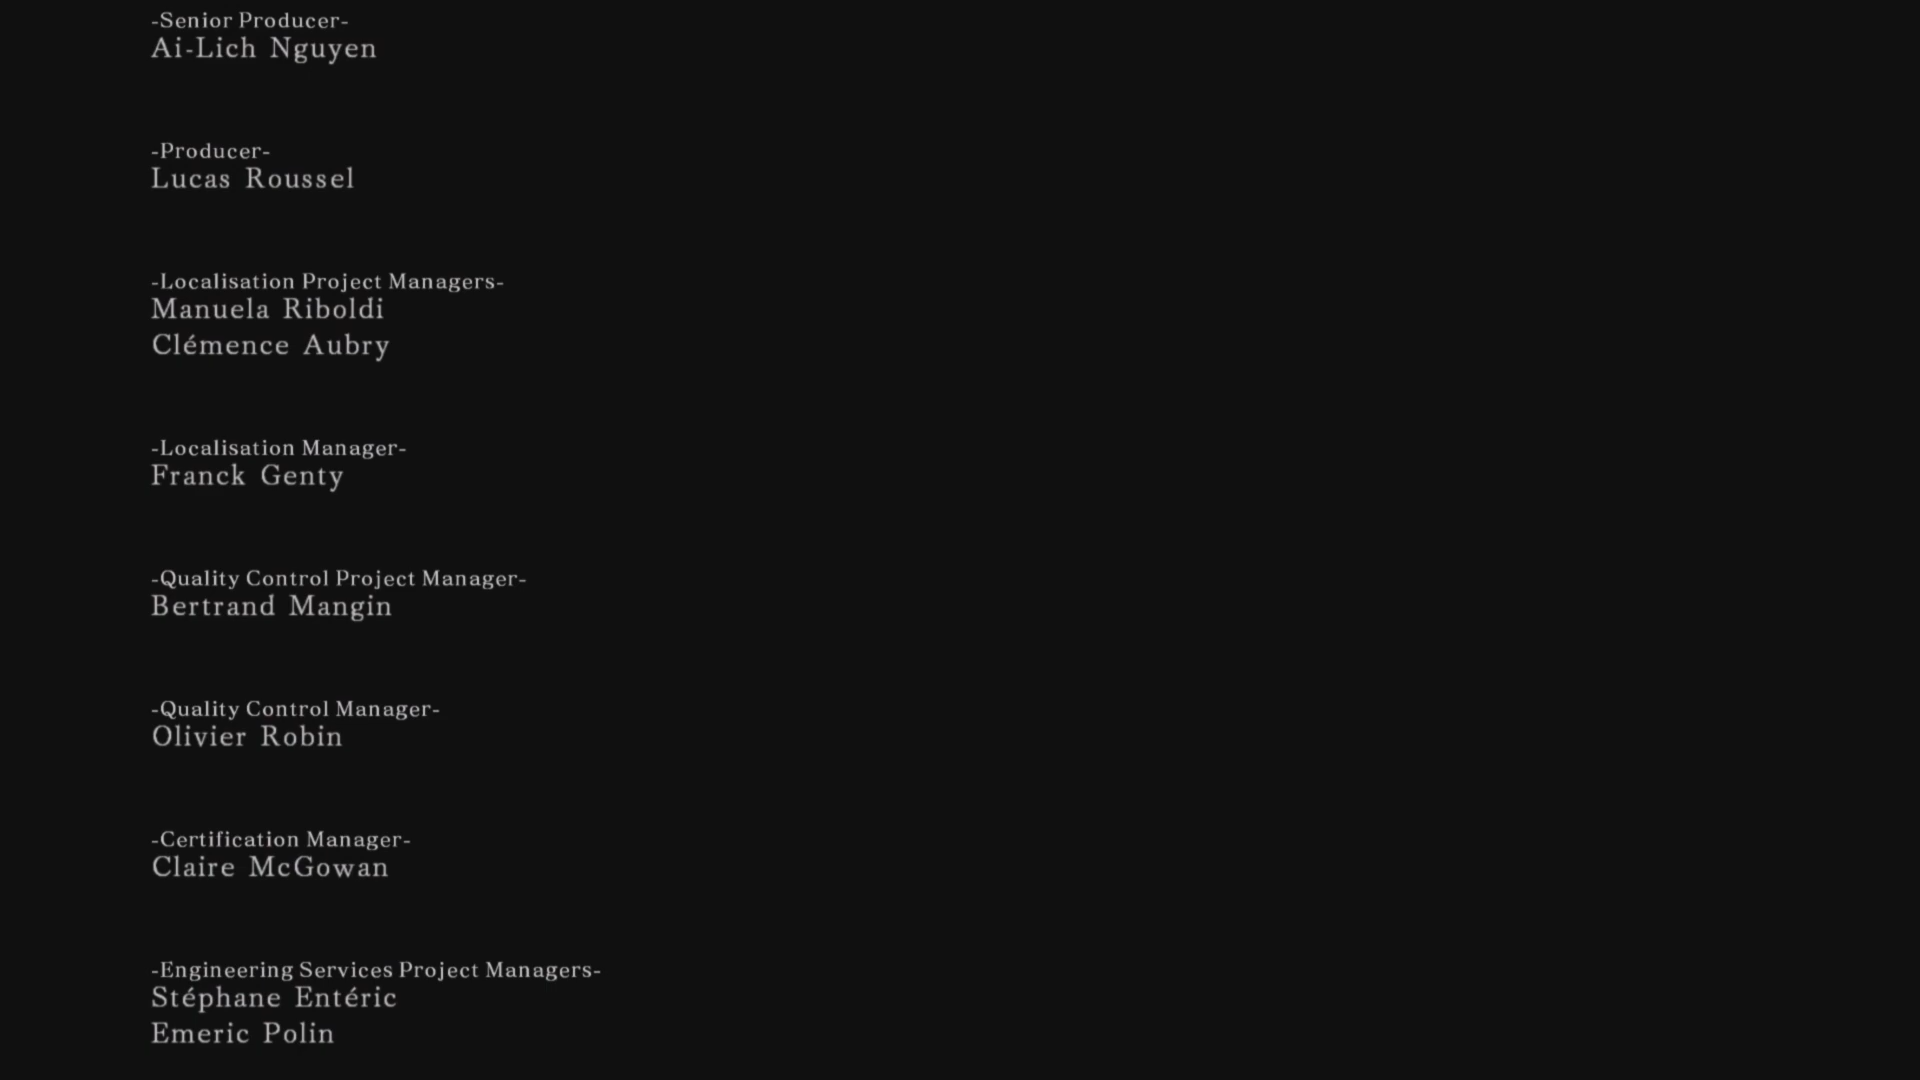 -Senior Producer-
Ai-Lich Nguyen
-Producer-
Lucas Roussel
-Localisation Project Managers-
Manuela Riboldi
Clémence Aubry
-Localisation Manager-
Franck Genty
-Quality Control Project Manager-
Bertrand Mangin
-Quality Control Manager-
Olivier Robin
-Certification Manager-
Claire McGowan
-Engineering Services Project Managers-
Stéphane Entéric
Emeric Polin